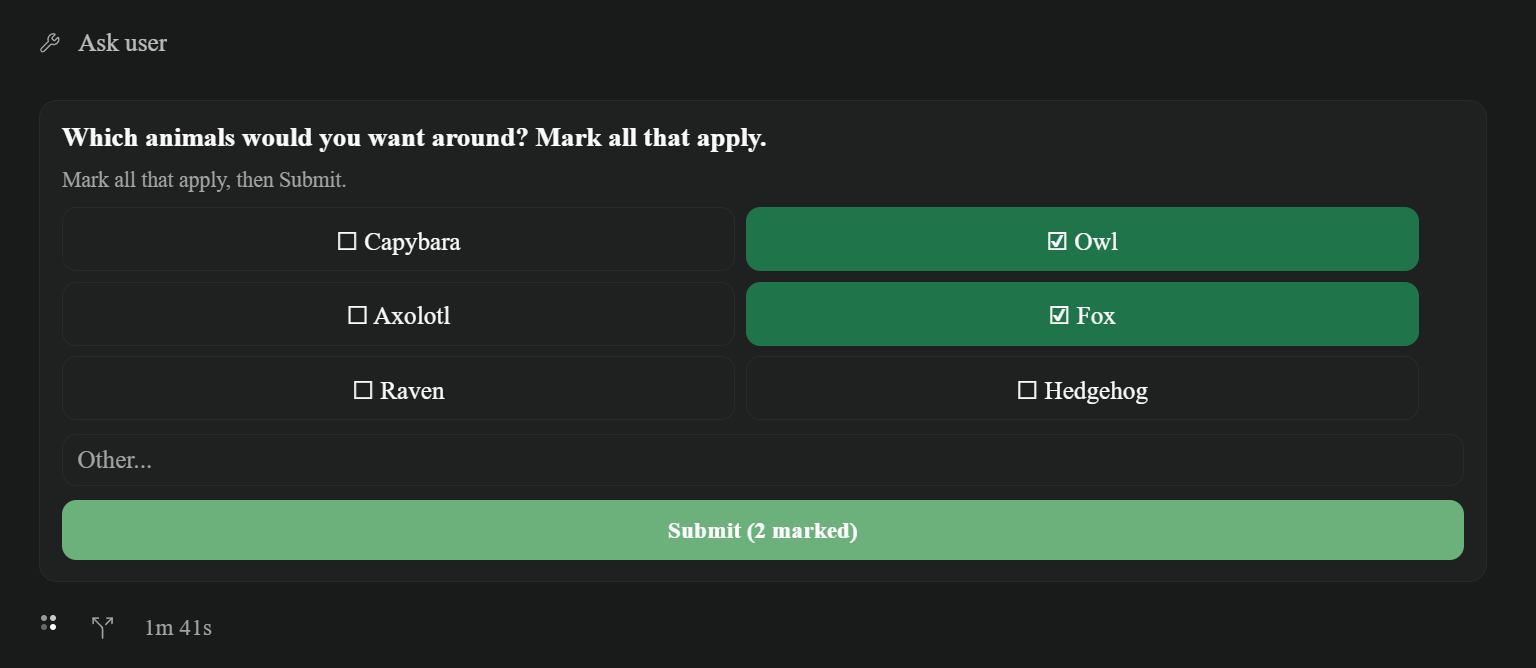 Ask user
Which animals would you want around? Mark all that apply.
Mark all that apply, then Submit.
☐ Capybara
☑ Owl
☐ Axolotl
☑ Fox
☐ Raven
☐ Hedgehog
Other...
Submit (2 marked)
1m 41s